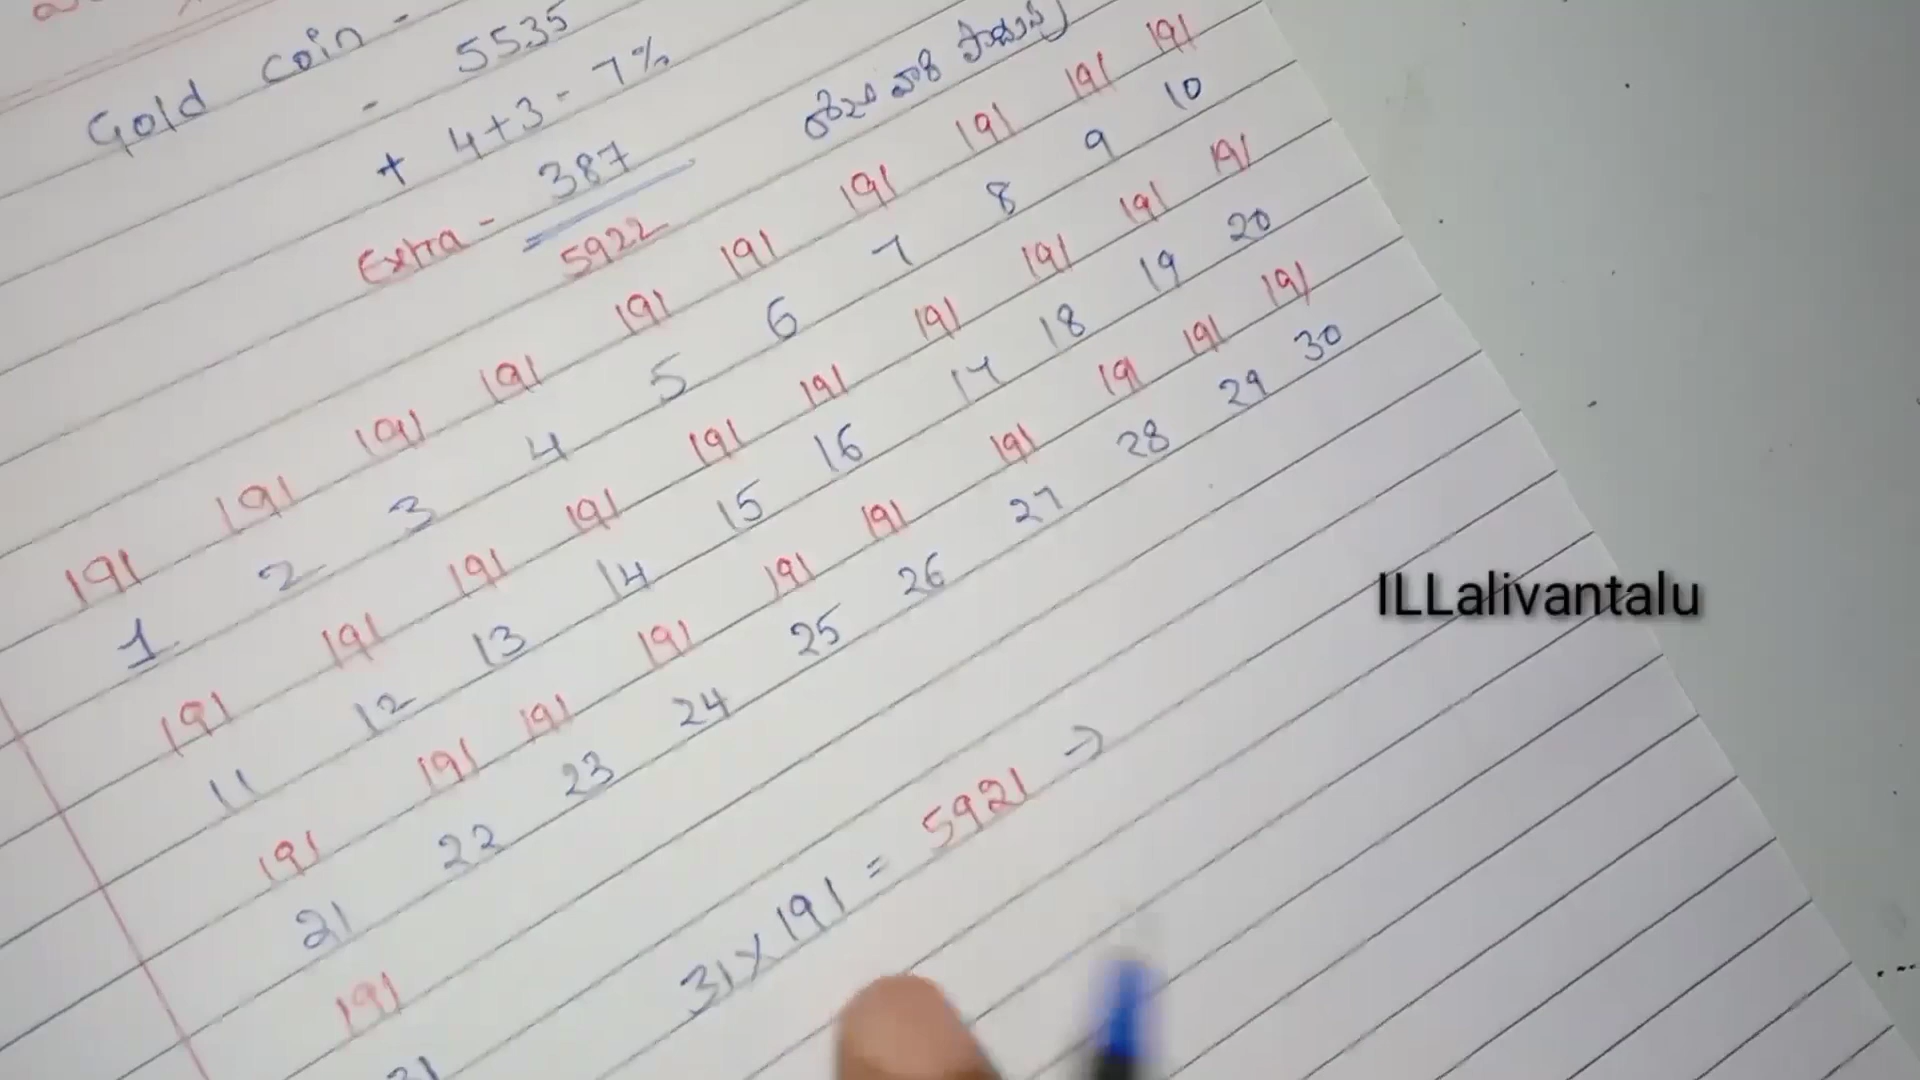 Gold coin -
- 5535
+ 4+3 - 7%
Extra - 387
5922
రోజు వారి పొదుపు
191 191 191 191 191 191 191 191 191 191
1 2 3 4 5 6 7 8 9 10
191 191 191 191 191 191 191 191 191 191
11 12 13 14 15 16 17 18 19 20
191 191 191 191 191 191 191 191 191 191
21 22 23 24 25 26 27 28 29 30
191
31
31 x 191 = 5921 →
ILLalivantalu